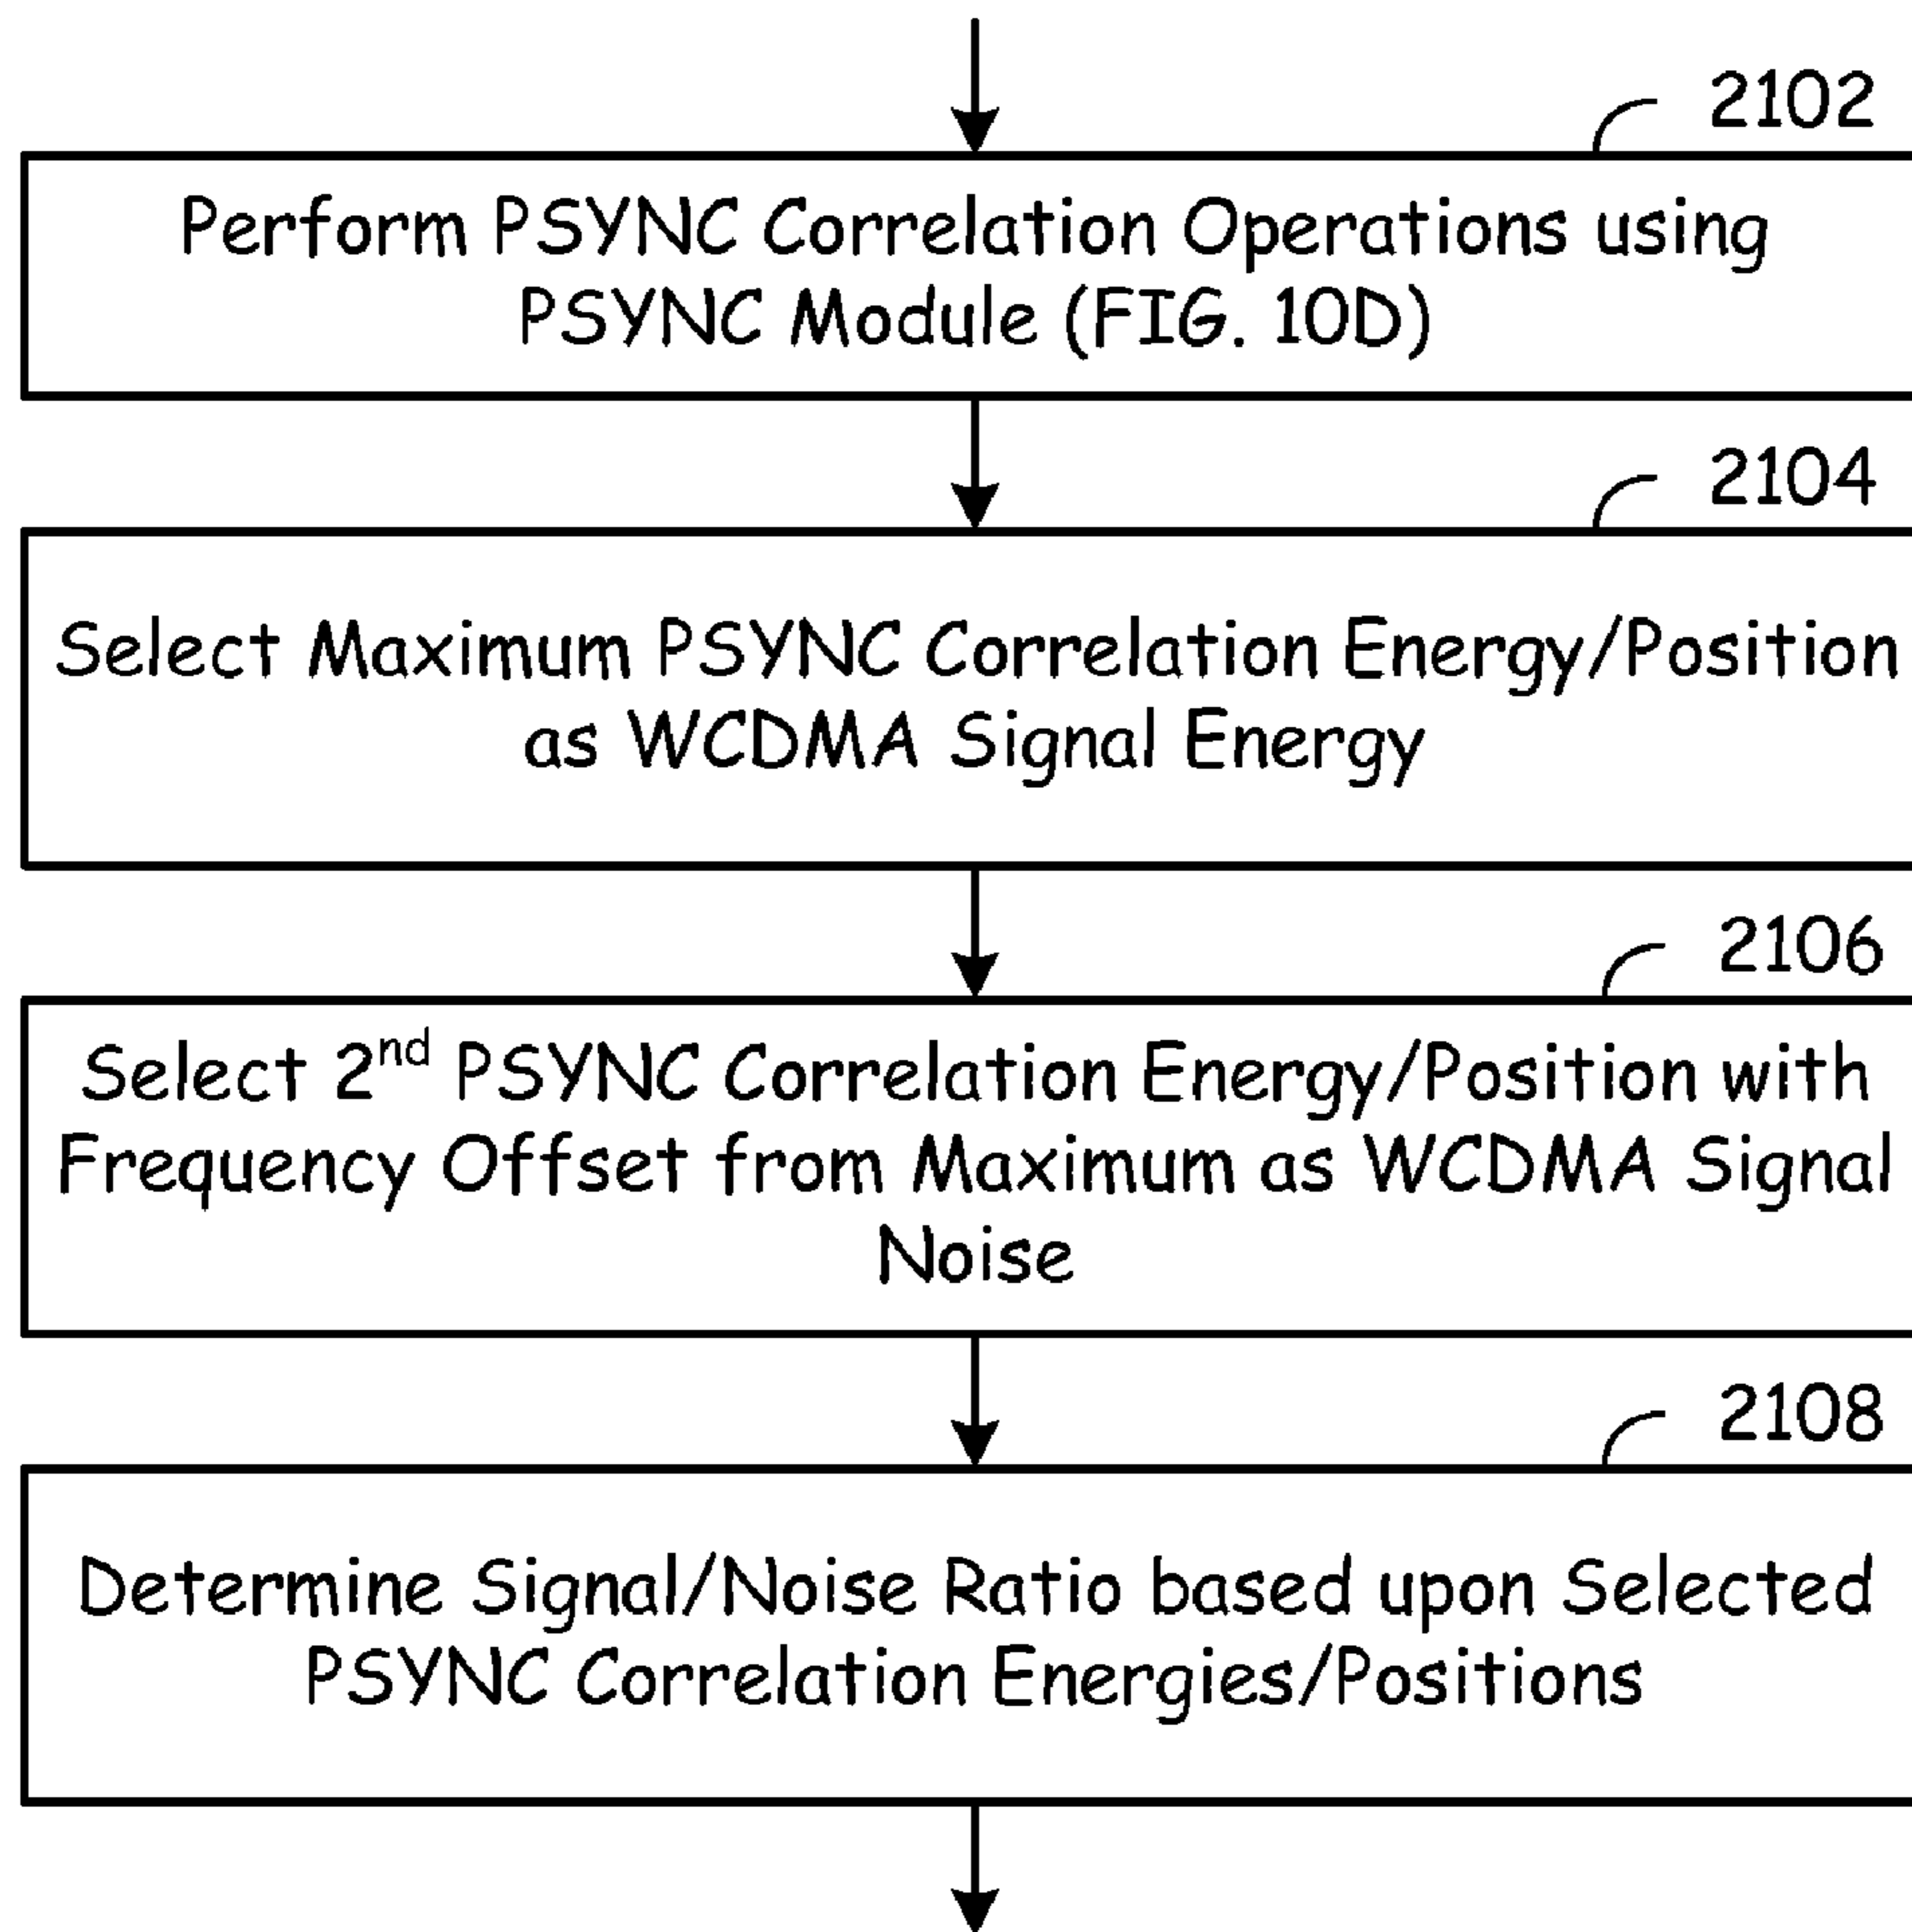 2102
Perform PSYNC Correlation Operations using
PSYNC Module (FIG. 10D)
2104
Select Maximum PSYNC Correlation Energy/Position
as WCDMA Signal Energy
2106
Select 2nd PSYNC Correlation Energy/Position with
Frequency Offset from Maximum as WCDMA Signal
Noise
2108
Determine Signal/Noise Ratio based upon Selected
PSYNC Correlation Energies/Positions